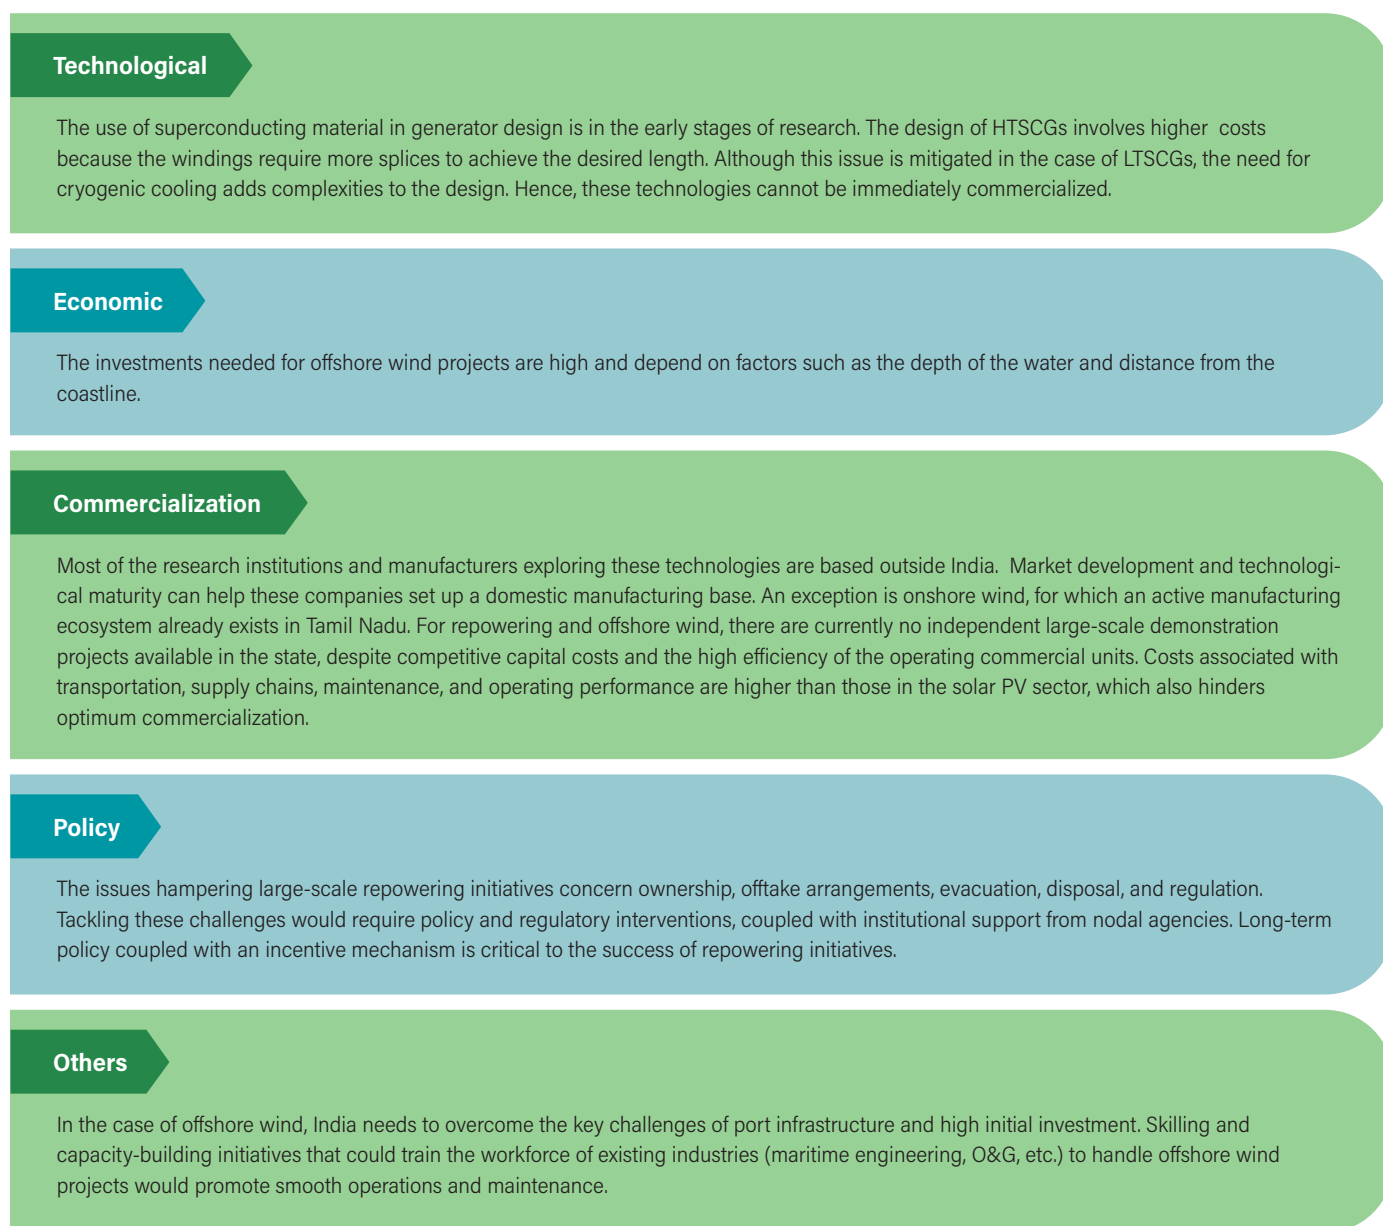 Technological
The use of superconducting material in generator design is in the early stages of research. The design of HTSCGs involves higher costs
because the windings require more splices to achieve the desired length. Although this issue is mitigated in the case of LTSCGs, the need for
cryogenic cooling adds complexities to the design. Hence, these technologies cannot be immediately commercialized.
Economic
The investments needed for offshore wind projects are high and depend on factors such as the depth of the water and distance from the
coastline.
Commercialization
Most of the research institutions and manufacturers exploring these technologies are based outside India. Market development and technologi-
cal maturity can help these companies set up a domestic manufacturing base. An exception is onshore wind, for which an active manufacturing
ecosystem already exists in Tamil Nadu. For repowering and offshore wind, there are currently no independent large-scale demonstration
projects available in the state, despite competitive capital costs and the high efficiency of the operating commercial units. Costs associated with
transportation, supply chains, maintenance, and operating performance are higher than those in the solar PV sector, which also hinders
optimum commercialization.
Policy
The issues hampering large-scale repowering initiatives concern ownership, offtake arrangements, evacuation, disposal, and regulation.
Tackling these challenges would require policy and regulatory interventions, coupled with institutional support from nodal agencies. Long-term
policy coupled with an incentive mechanism is critical to the success of repowering initiatives.
Others
In the case of offshore wind, India needs to overcome the key challenges of port infrastructure and high initial investment. Skilling and
capacity-building initiatives that could train the workforce of existing industries (maritime engineering, O&G, etc.) to handle offshore wind
projects would promote smooth operations and maintenance.